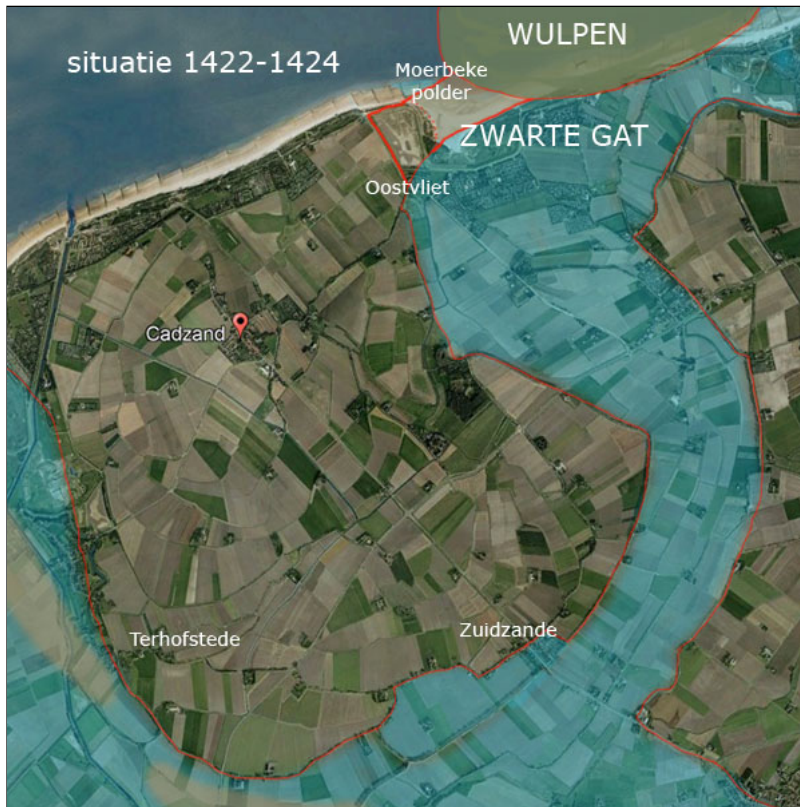 WULPEN
situatie 1422-1424
Moerbeke
polder
ZWARTE GAT
Oostvliet
Cadzand
Terhofstede
Zuidzande